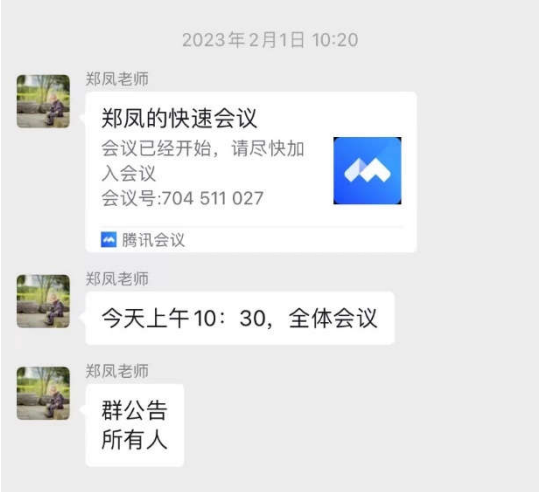 2023年2月1日 10:20
郑凤老师
郑凤的快速会议
会议已经开始，请尽快加
入会议
会议号:704 511 027
腾讯会议
郑凤老师
今天上午10：30，全体会议
郑凤老师
群公告
所有人